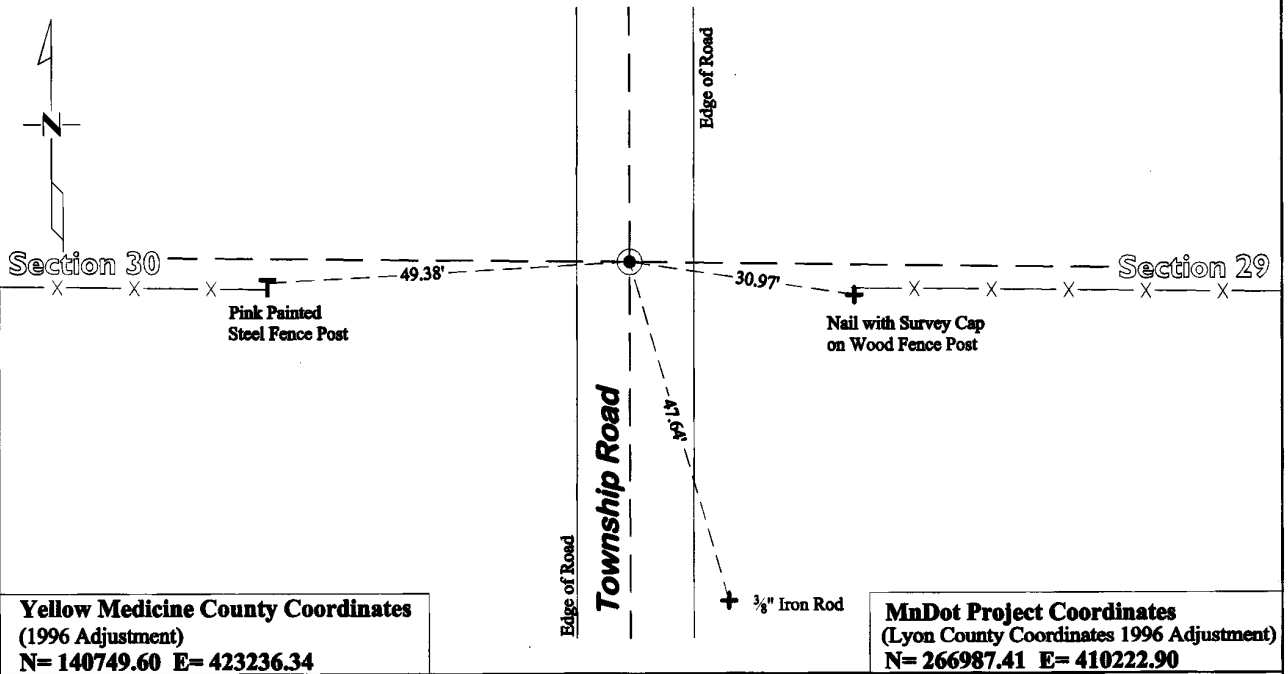 Edge of Road
N
Section 30
49.38'
30.97'
Section 29
Pink Painted
Steel Fence Post
Nail with Survey Cap
on Wood Fence Post
47.64'
Township Road
Edge of Road
3/8" Iron Rod
Yellow Medicine County Coordinates
(1996 Adjustment)
N= 140749.60 E= 423236.34
MnDot Project Coordinates
(Lyon County Coordinates 1996 Adjustment)
N= 266987.41 E= 410222.90